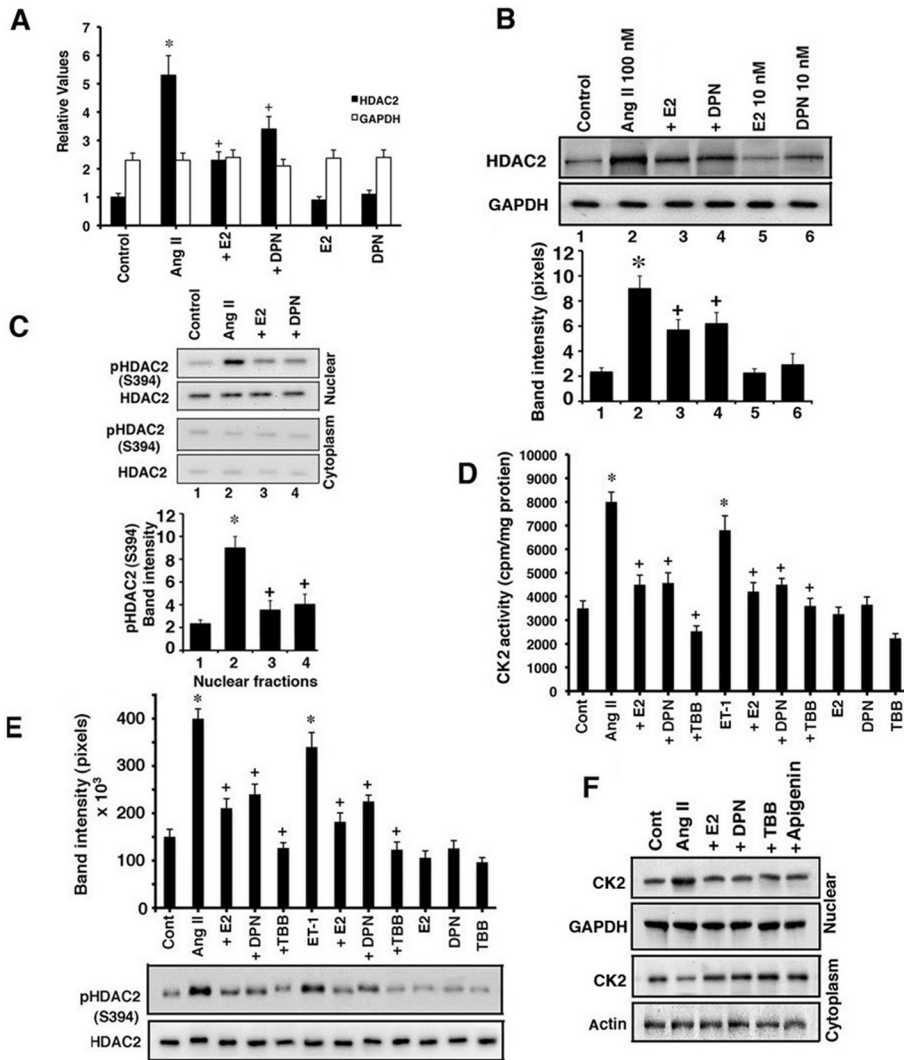 A
7
6
5
4
3
2
1
0
Relative Values
*
+
+
HDAC2
GAPDH
Control
Ang II
+ E2
+ DPN
E2
DPN
B
Control
Ang II 100 nM
+ E2
+ DPN
E2 10 nM
DPN 10 nM
HDAC2
GAPDH
1 2 3 4 5 6
Band intensity (pixels)
12
10
8
6
4
2
0
*
+
+
1 2 3 4 5 6
C
Control
Ang II
+ E2
+ DPN
pHDAC2
(S394)
HDAC2
Nuclear
pHDAC2
(S394)
HDAC2
Cytoplasm
1 2 3 4
pHDAC2 (S394)
Band intensity
12
10
8
6
4
2
0
*
+
+
1 2 3 4
Nuclear fractions
D
CK2 activity (cpm/mg protien)
10000
9000
8000
7000
6000
5000
4000
3000
2000
1000
0
*
+
+
+
*
+
+
+
Cont
Ang II
+ E2
+ DPN
+TBB
ET-1
+ E2
+ DPN
+ TBB
E2
DPN
TBB
E
Band intensity (pixels)
x 10³
400
300
200
100
0
*
+
+
+
*
+
+
+
Cont
Ang II
+ E2
+ DPN
+TBB
ET-1
+ E2
+ DPN
+ TBB
E2
DPN
TBB
pHDAC2
(S394)
HDAC2
F
Cont
Ang II
+ E2
+ DPN
+ TBB
+ Apigenin
CK2
GAPDH
Nuclear
CK2
Actin
Cytoplasm